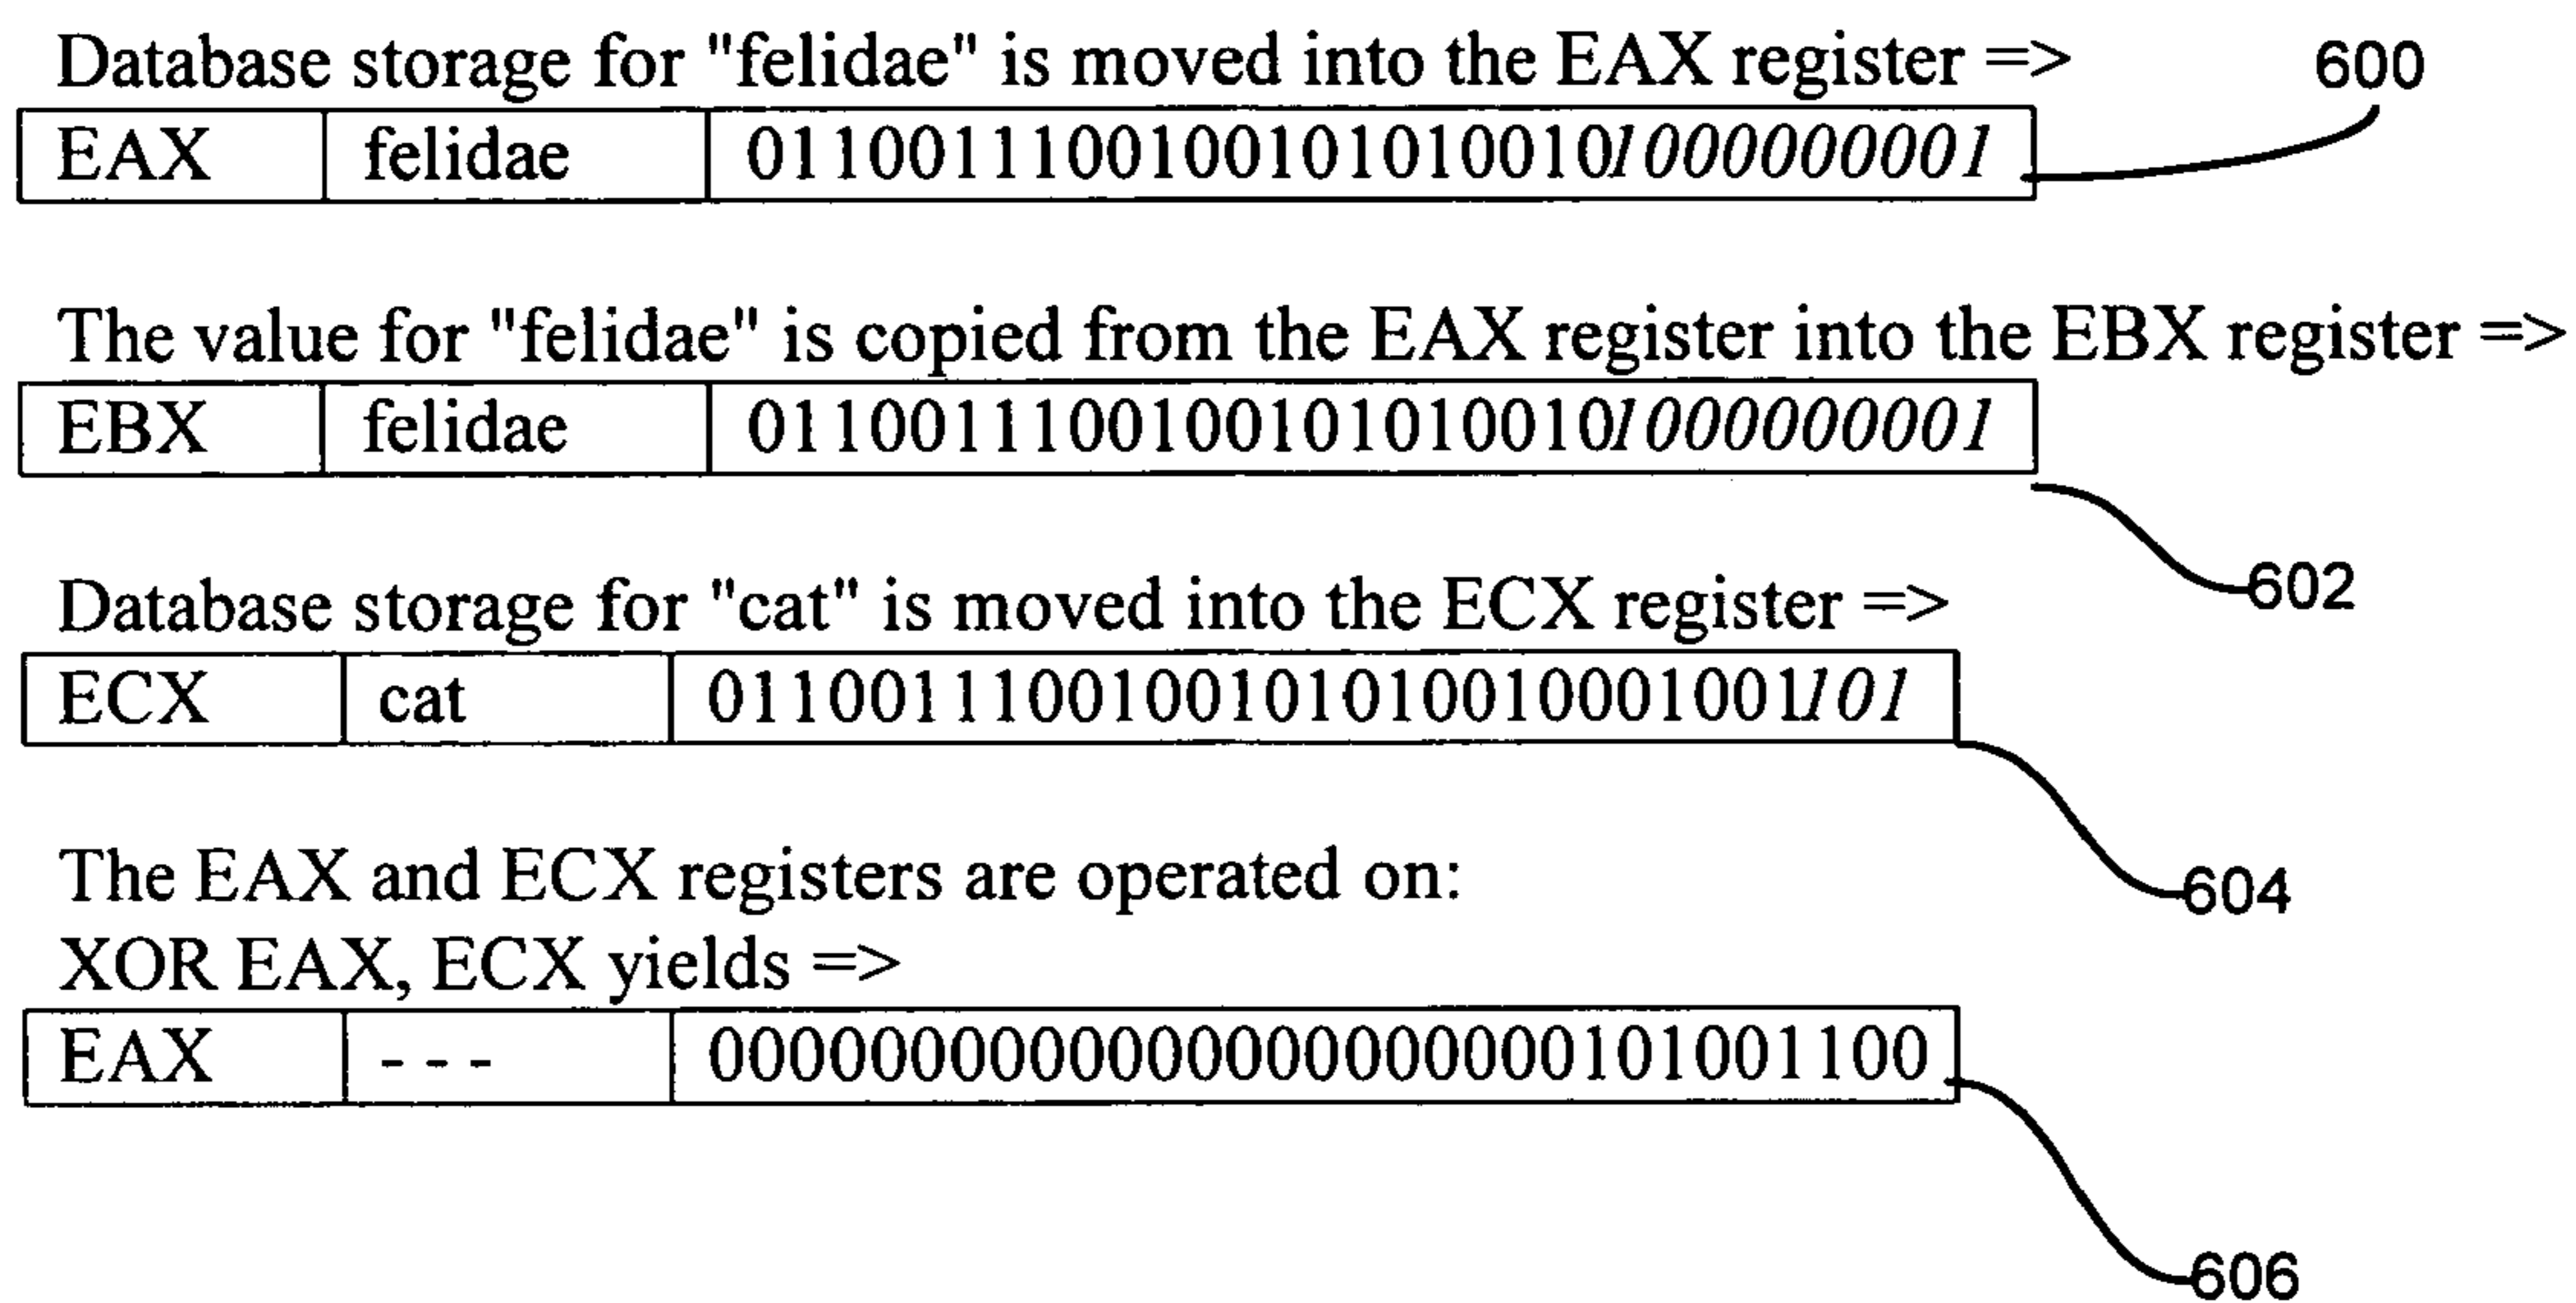 Database storage for "felidae" is moved into the EAX register =>
600
EAX felidae 01100111001001010100101000000001
The value for "felidae" is copied from the EAX register into the EBX register =>
EBX felidae 01100111001001010100101000000001
602
Database storage for "cat" is moved into the ECX register =>
ECX cat 0110011100100101010010001001101
604
The EAX and ECX registers are operated on:
XOR EAX, ECX yields =>
EAX - - - 0000000000000000000000101001100
606